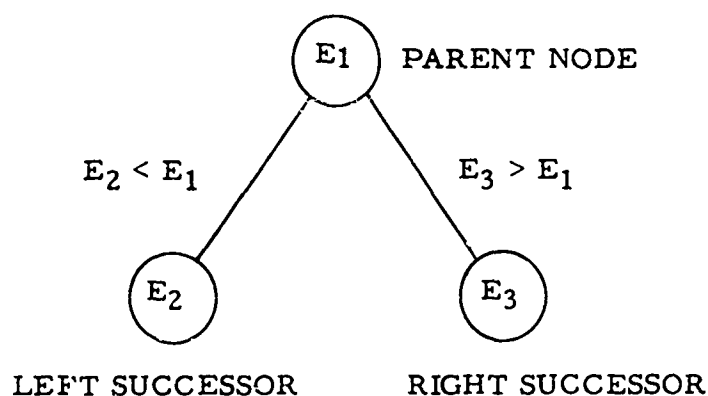 E1 PARENT NODE
E2 < E1
E3 > E1
E2
E3
LEFT SUCCESSOR
RIGHT SUCCESSOR